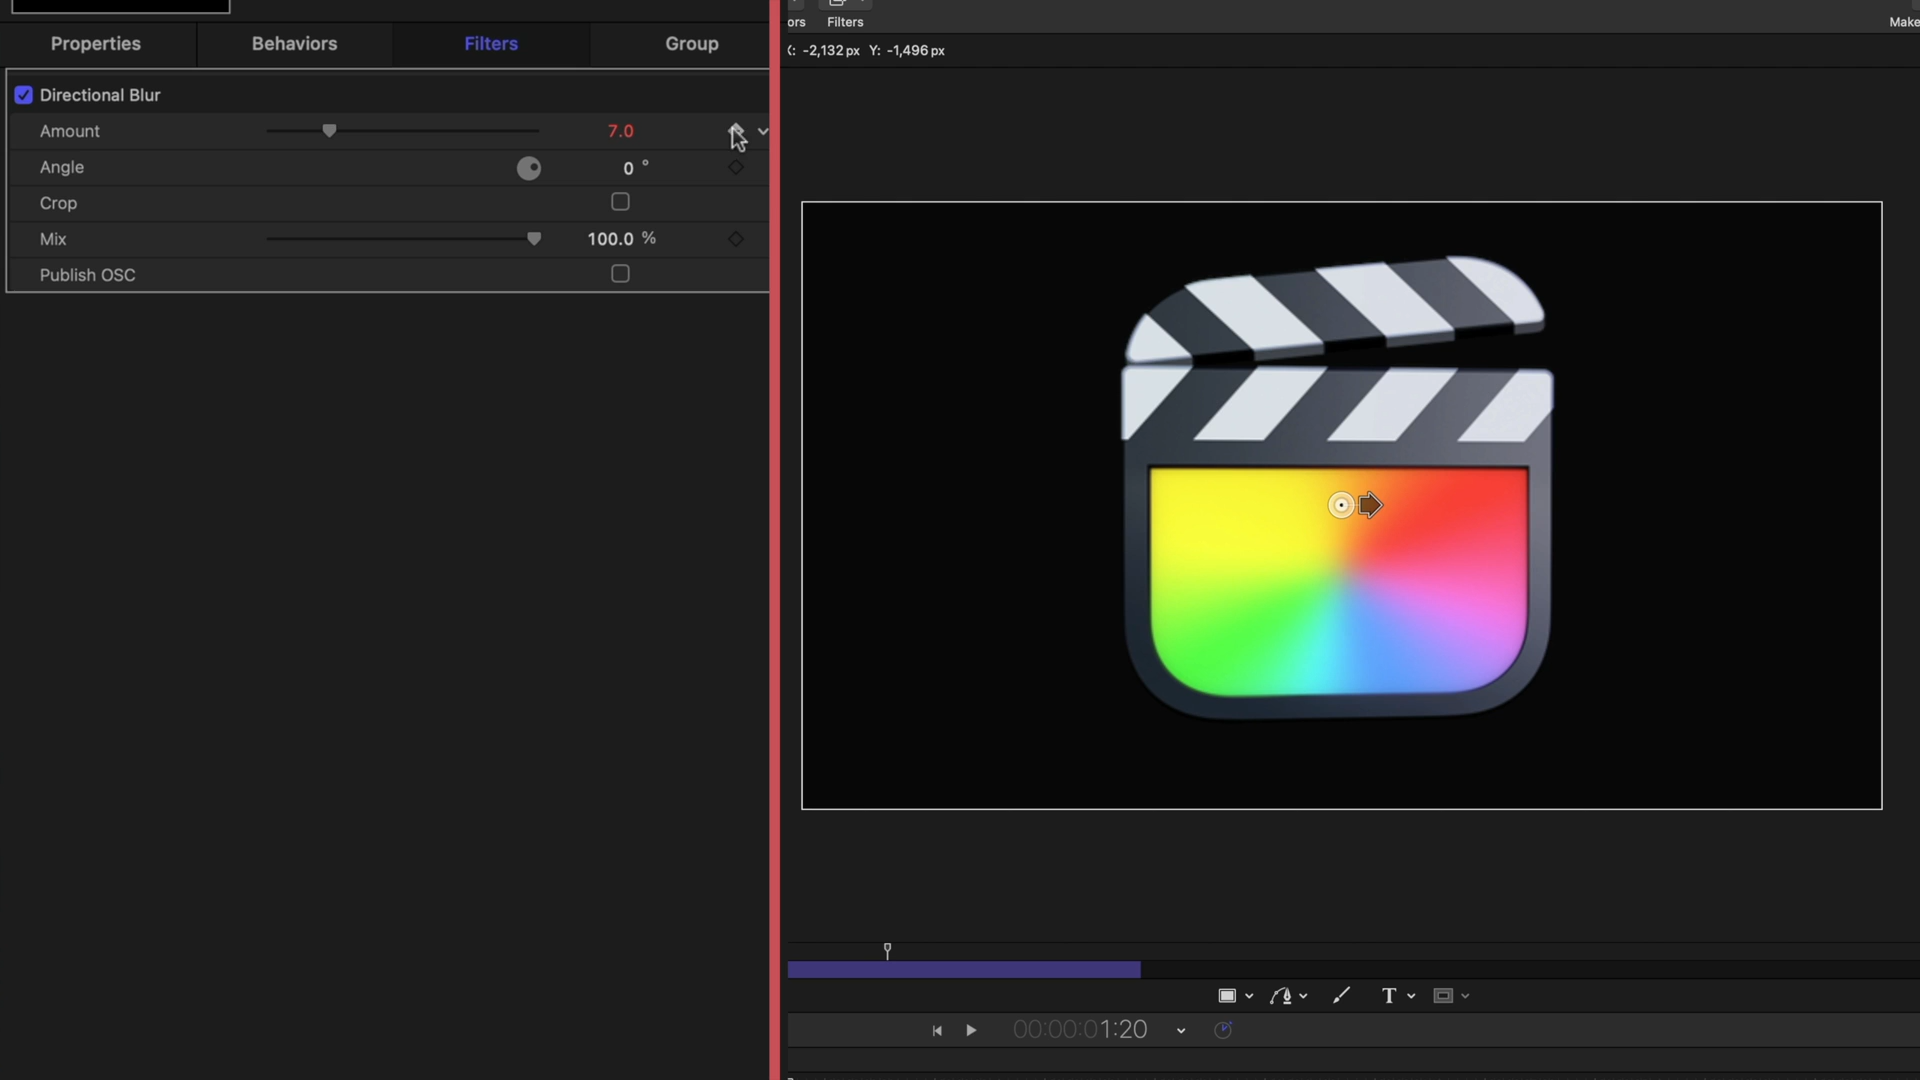 Properties
Behaviors
Filters
Group
Directional Blur
Amount
7.0
Angle
0 °
Crop
Mix
100.0 %
Publish OSC
ors
Filters
Make
X: -2,132 px Y: -1,496 px
T
00:00:01:20